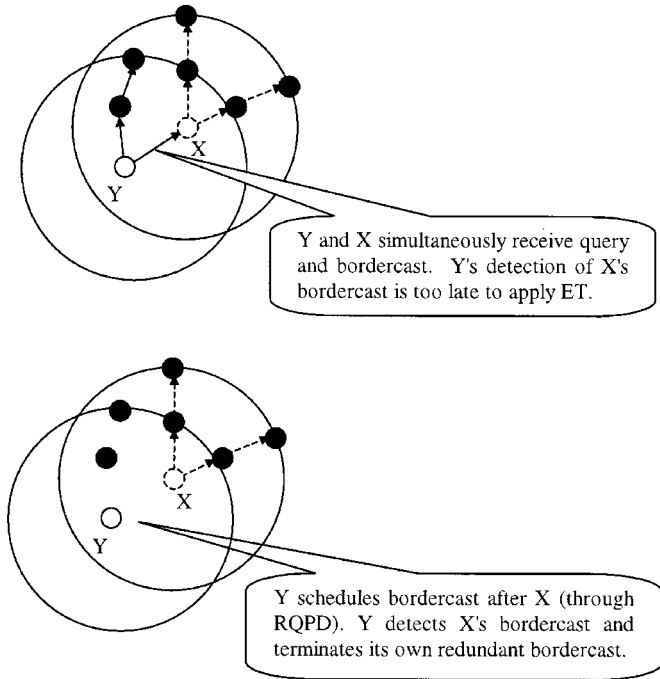 X
Y
Y and X simultaneously receive query
and bordercast. Y's detection of X's
bordercast is too late to apply ET.
X
Y
Y schedules bordercast after X (through
RQPD). Y detects X's bordercast and
terminates its own redundant bordercast.